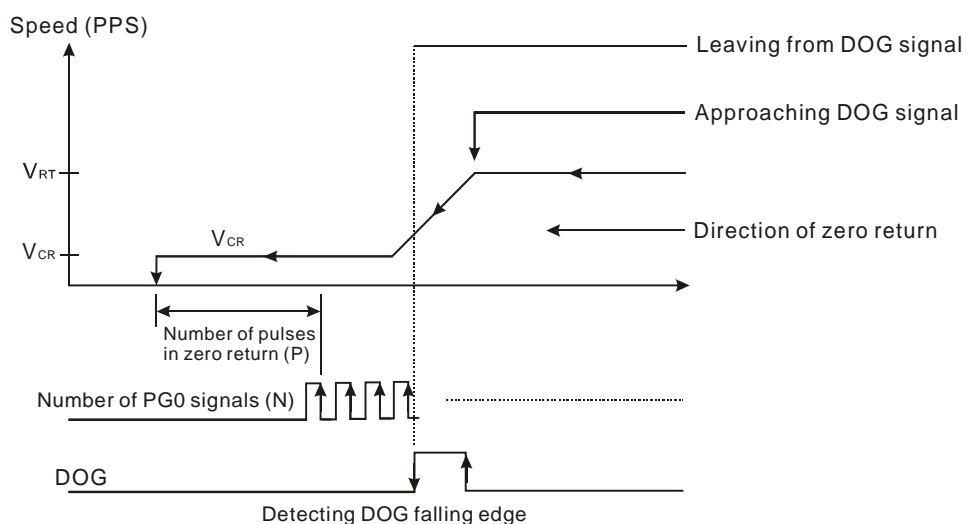 Speed (PPS)
Leaving from DOG signal
Approaching DOG signal
VRT
Direction of zero return
VCR
VCR
Number of pulses
in zero return (P)
Number of PG0 signals (N)
DOG
Detecting DOG falling edge